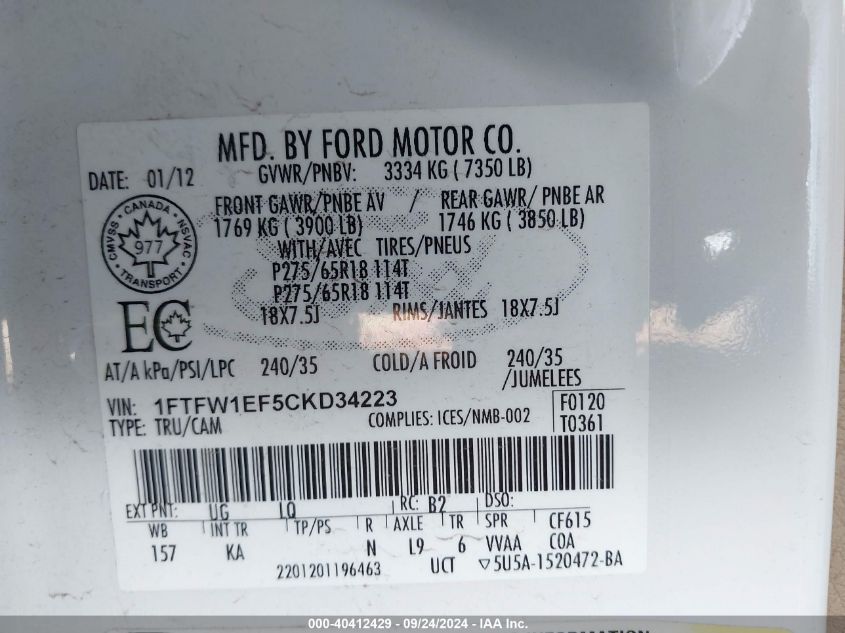 MFD. BY FORD MOTOR CO.
DATE: 01/12 GVWR/PNBV: 3334 KG ( 7350 LB)
FRONT GAWR/PNBE AV / REAR GAWR/ PNBE AR
1769 KG ( 3900 LB) 1746 KG ( 3850 LB)
WITH/AVEC TIRES/PNEUS
P275/65R18 114T
P275/65R18 114T
18X7.5J RIMS/JANTES 18X7.5J
CMVSS • CANADA • NSVAC • TRANSPORT •
977
EC
AT/A kPa/PSI/LPC 240/35 COLD/A FROID 240/35
/JUMELEES
VIN: 1FTFW1EF5CKD34223
TYPE: TRU/CAM COMPLIES: ICES/NMB-002
F0120
T0361
EXT PNT: UG LQ RC: B2 DSO:
WB INT TR TP/PS R AXLE TR SPR CF615
157 KA N L9 6 VVAA COA
2201201196463 UCT ▽5U5A-1520472-BA
000-40412429 - 09/24/2024 - IAA Inc.